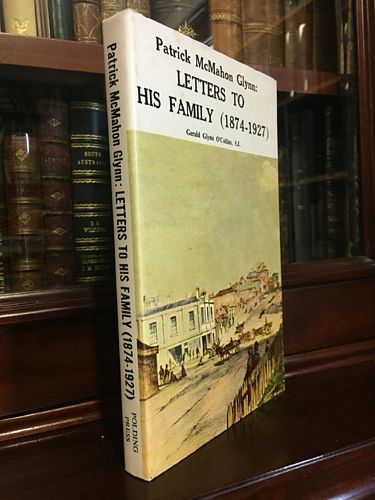 Patrick McMahon Glynn:
LETTERS TO
HIS FAMILY (1874-1927)
Gerald Glynn O'Collins, S.J.
Patrick McMahon Glynn: LETTERS TO HIS FAMILY (1874-1927)
POLDING
PRESS
SOUTH
AUSTRALIA